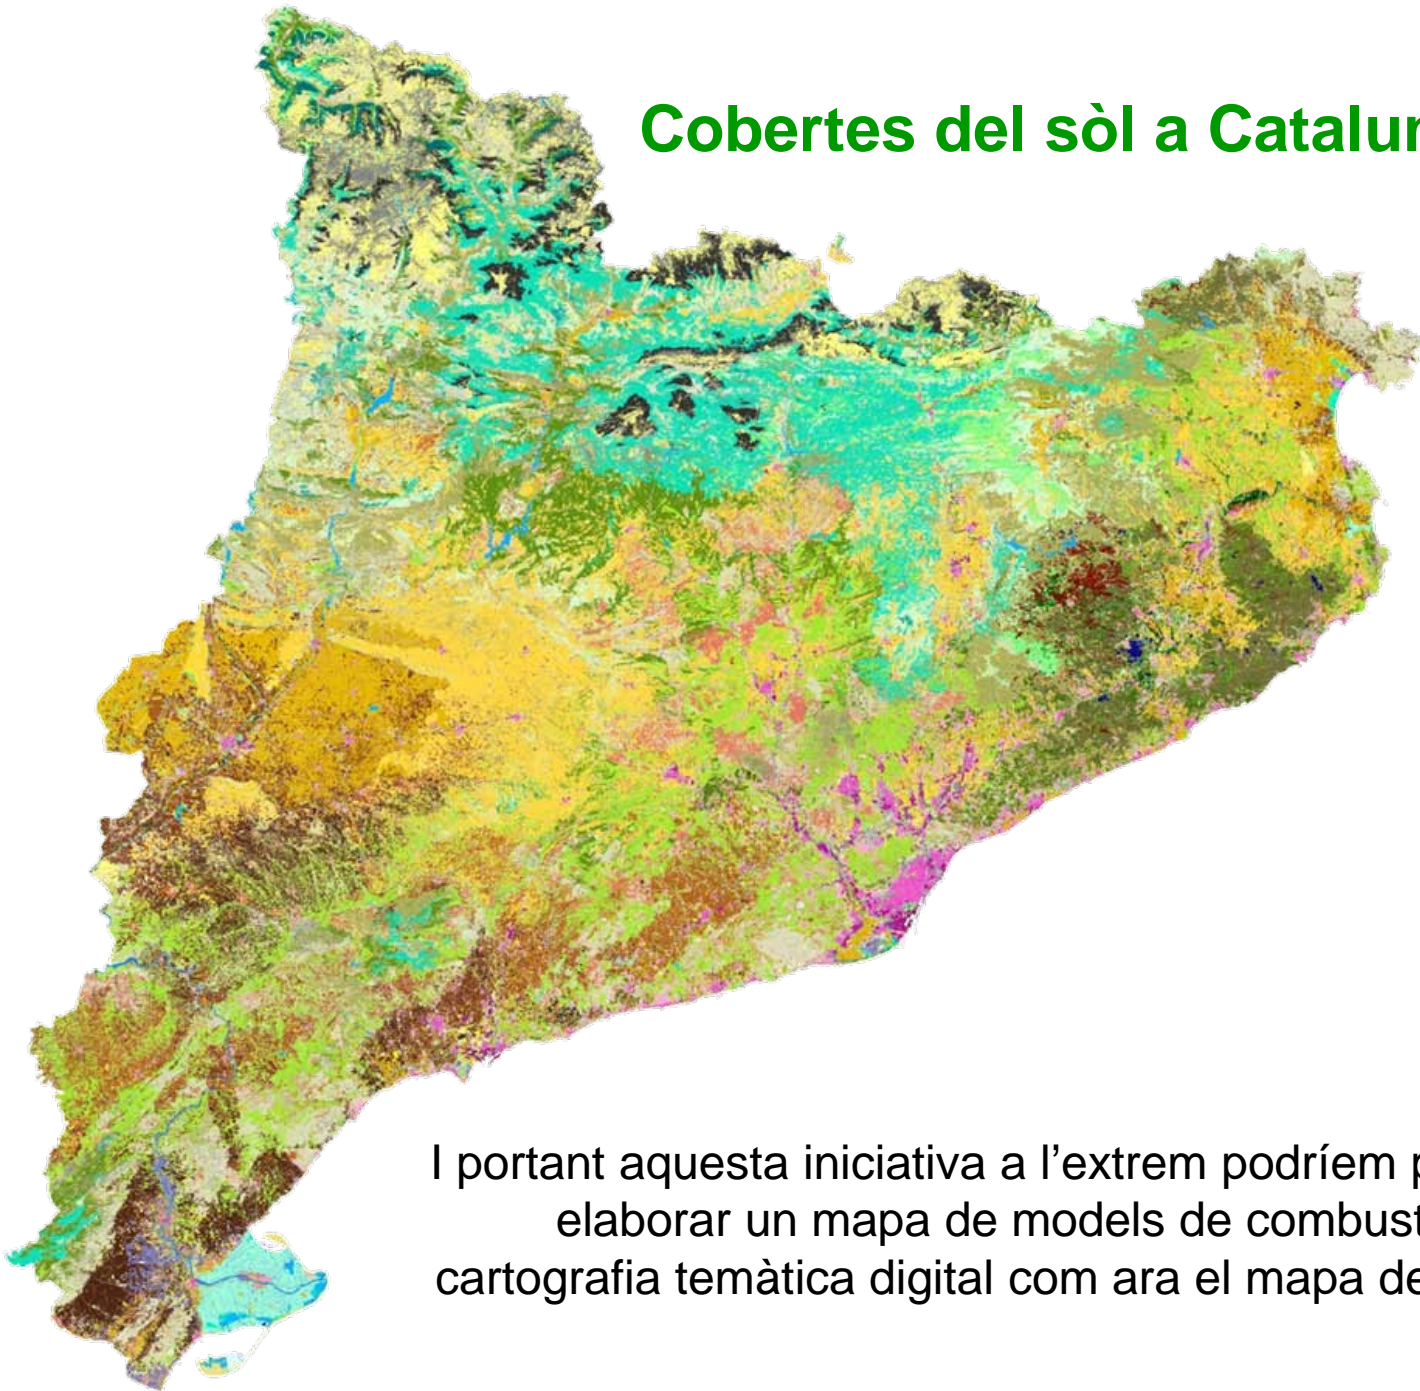 Cobertes del sòl a Catalun
I portant aquesta iniciativa a l’extrem podríem p
elaborar un mapa de models de combust
cartografia temàtica digital com ara el mapa de